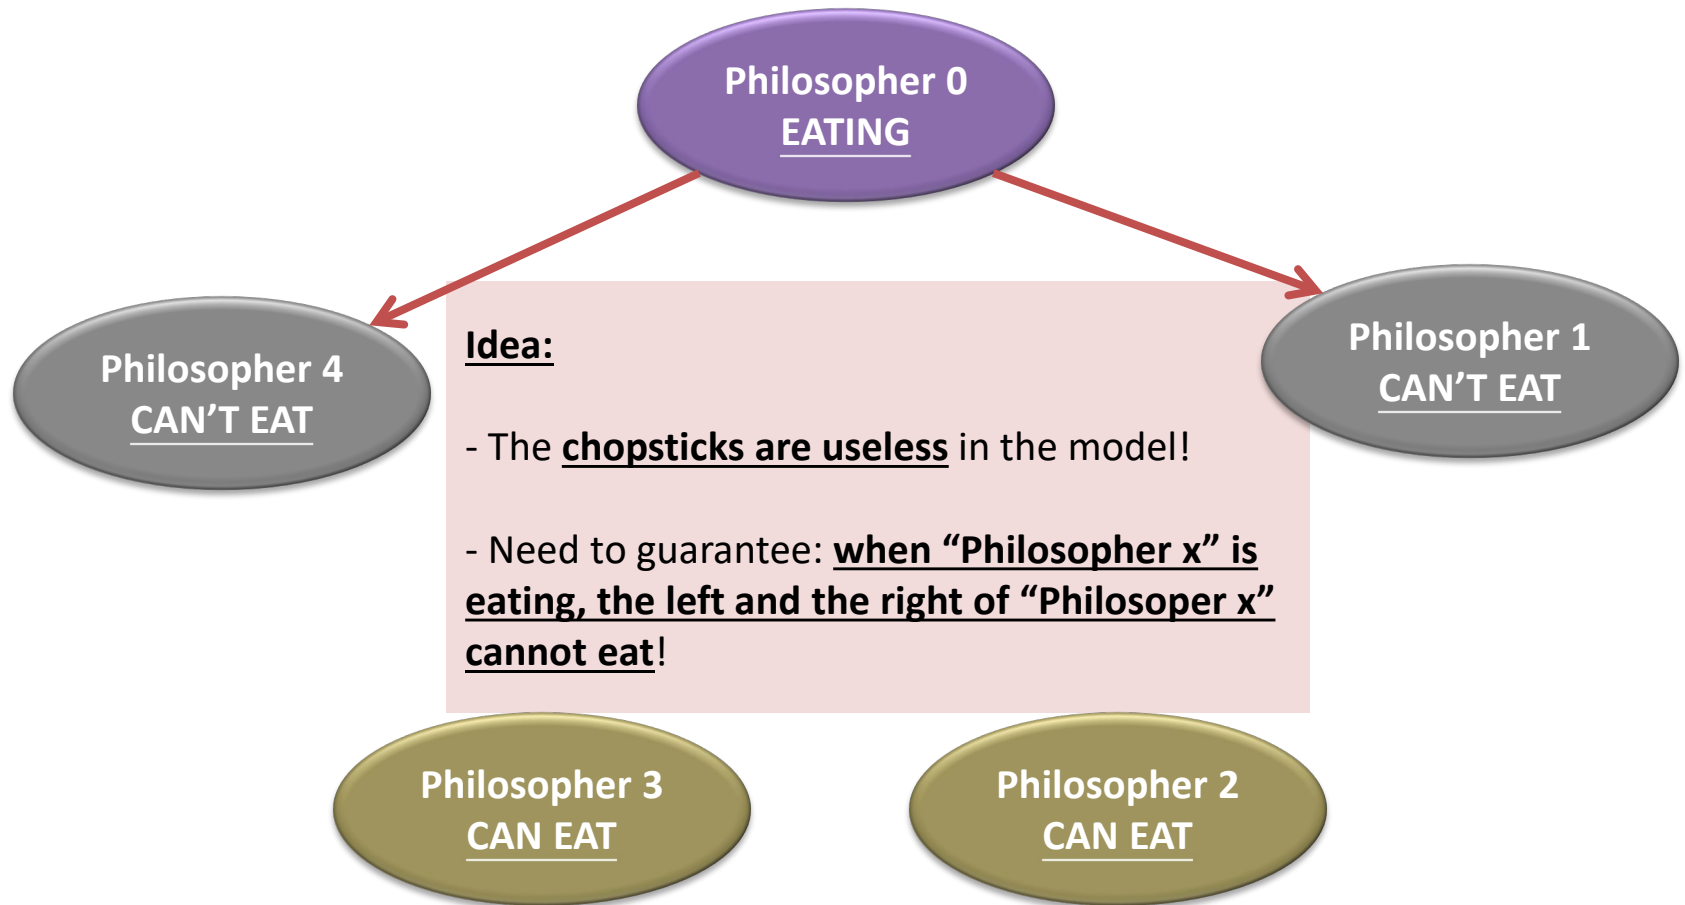 Philosopher 0
EATING
Philosopher 4
CAN’T EAT
Philosopher 1
CAN’T EAT
Idea:
- The chopsticks are useless in the model!
- Need to guarantee: when “Philosopher x” is
eating, the left and the right of “Philosoper x”
cannot eat!
Philosopher 3
CAN EAT
Philosopher 2
CAN EAT